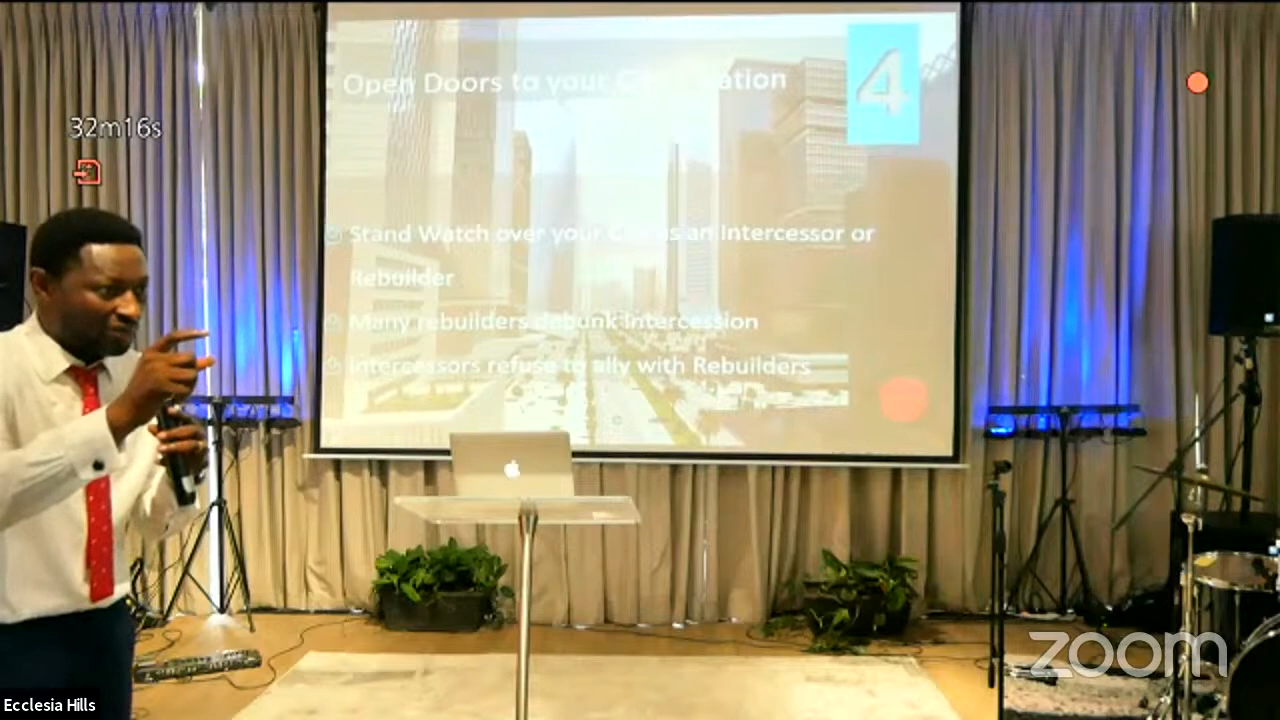 Open Doors to your
4
32m16s
Stand Watch over your as an Intercessor or
Rebuilder
Many rebuilders debunk Intercession
Intercessors refuse to ally with Rebuilders
zoom
Ecclesia Hills